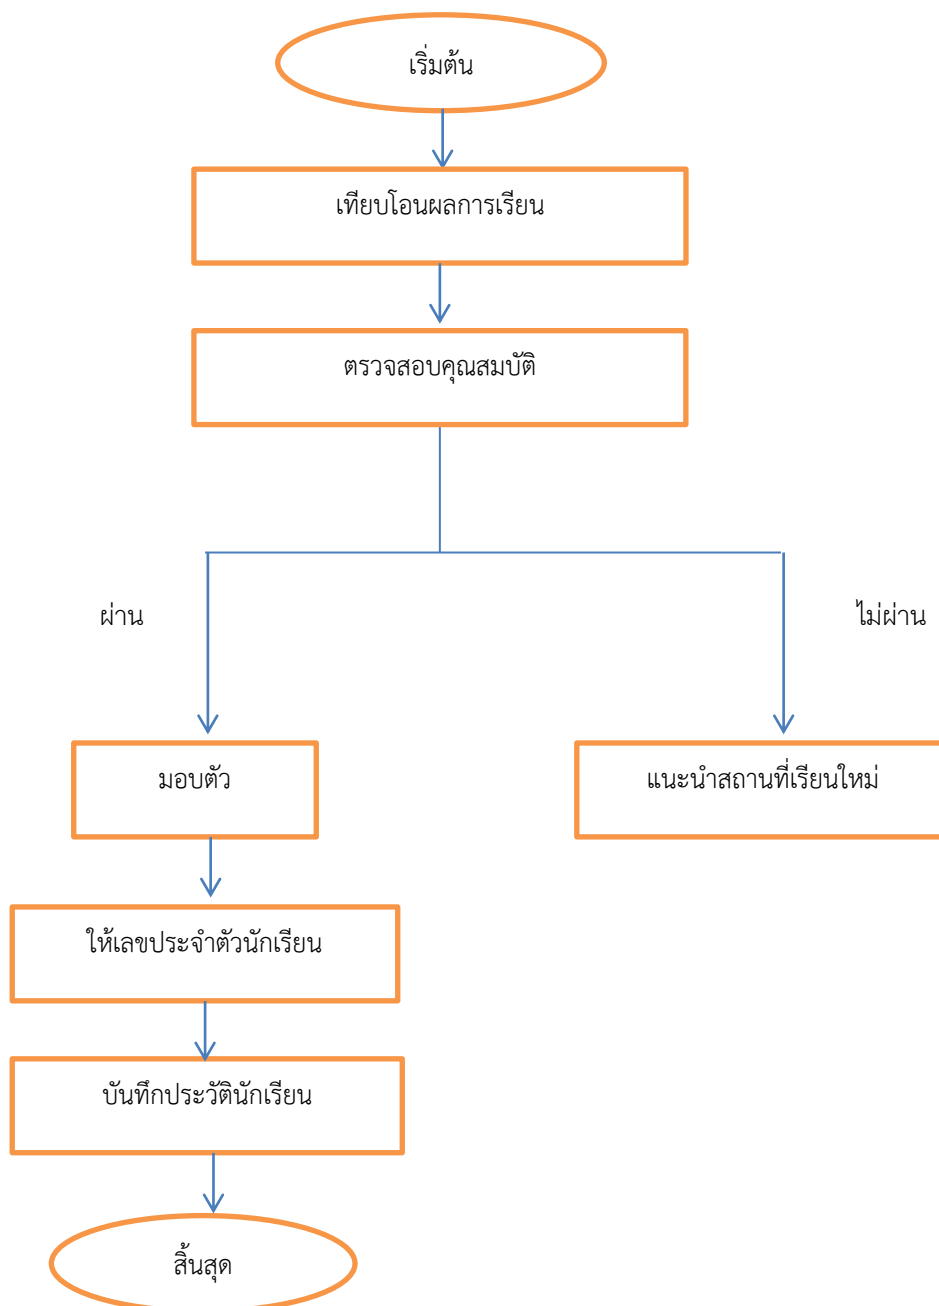 เริ่มต้น
เทียบโอนผลการเรียน
ตรวจสอบคุณสมบัติ
ผ่าน
ไม่ผ่าน
มอบตัว
แนะนำสถานที่เรียนใหม่
ให้เลขประจำตัวนักเรียน
บันทึกประวัตินักเรียน
สิ้นสุด